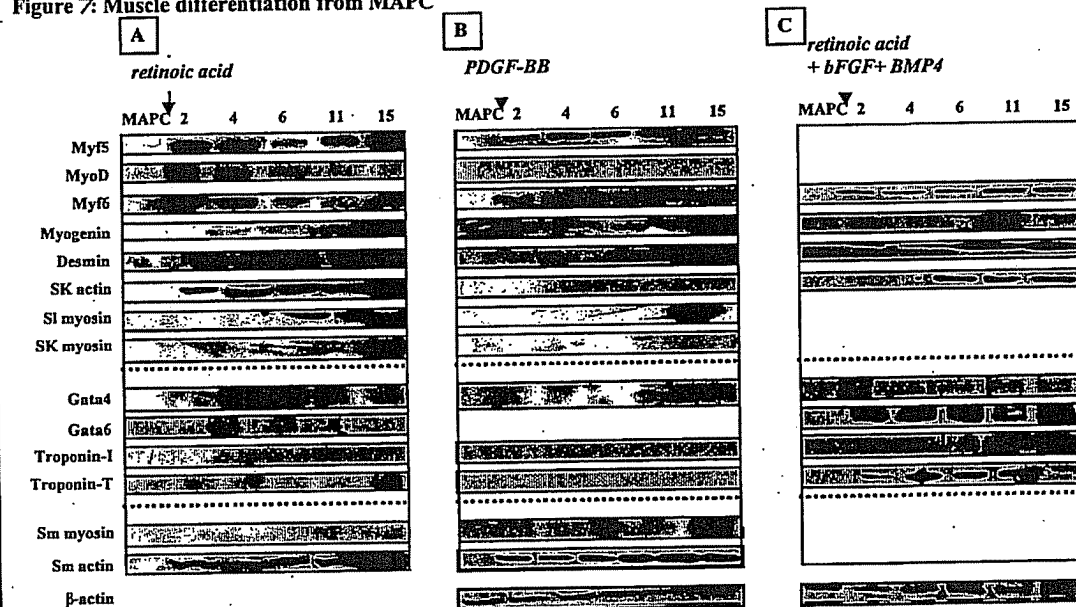 Figure 7: Muscle differentiation from MAPC
A
retinoic acid
MAPC 2 4 6 11 15
B
PDGF-BB
MAPC 2 4 6 11 15
C
retinoic acid
+ bFGF+ BMP4
MAPC 2 4 6 11 15
Myf5
MyoD
Myf6
Myogenin
Desmin
SK actin
Sl myosin
SK myosin
Gata4
Gata6
Troponin-I
Troponin-T
Sm myosin
Sm actin
β-actin